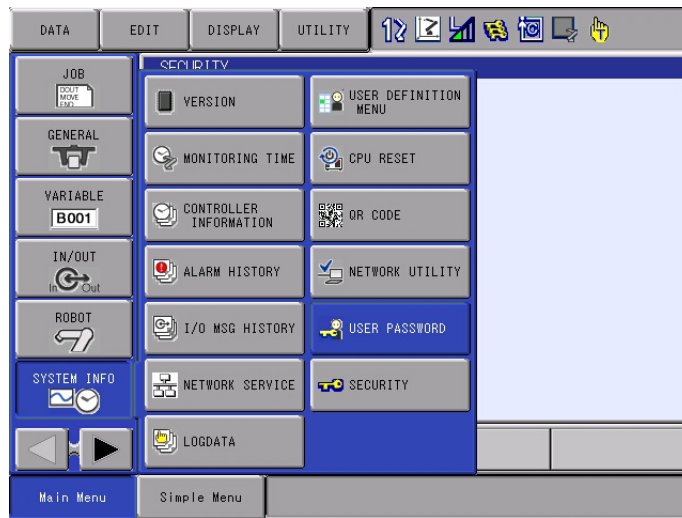 DATA
EDIT
DISPLAY
UTILITY
JOB
DOUT
MOVE
END
SECURITY
GENERAL
VARIABLE
B001
IN/OUT
In
Out
ROBOT
SYSTEM INFO
VERSION
MONITORING TIME
CONTROLLER
INFORMATION
ALARM HISTORY
I/O MSG HISTORY
NETWORK SERVICE
LOGDATA
USER DEFINITION
MENU
CPU RESET
QR CODE
NETWORK UTILITY
USER PASSWORD
SECURITY
Main Menu
Simple Menu